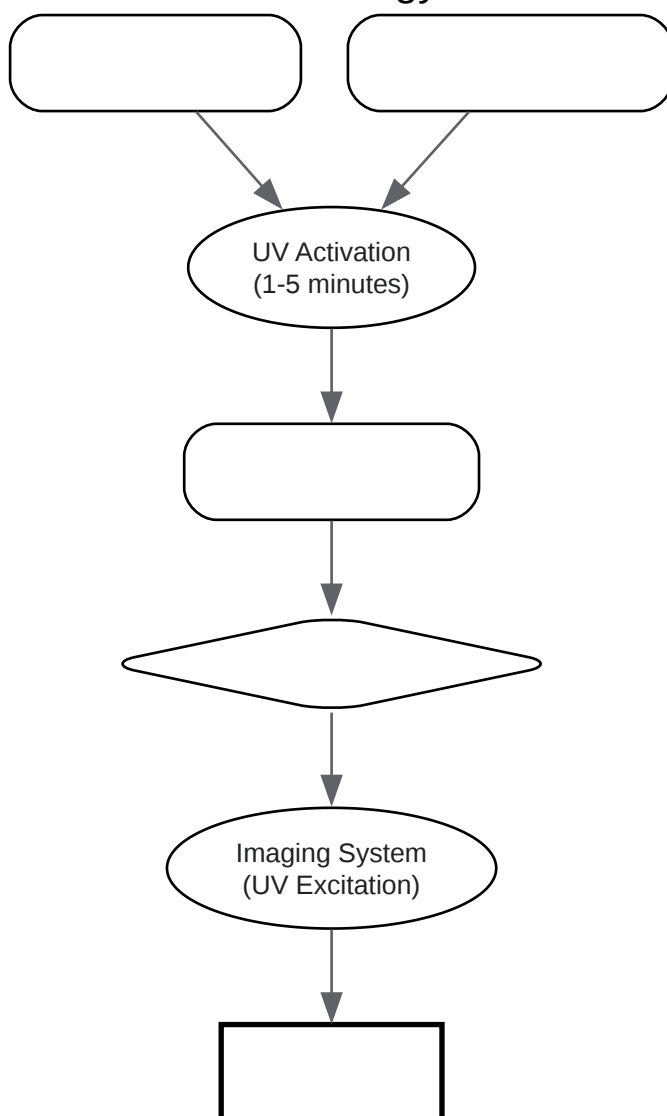 UV Activation
(1-5 minutes)
Imaging System
(UV Excitation)